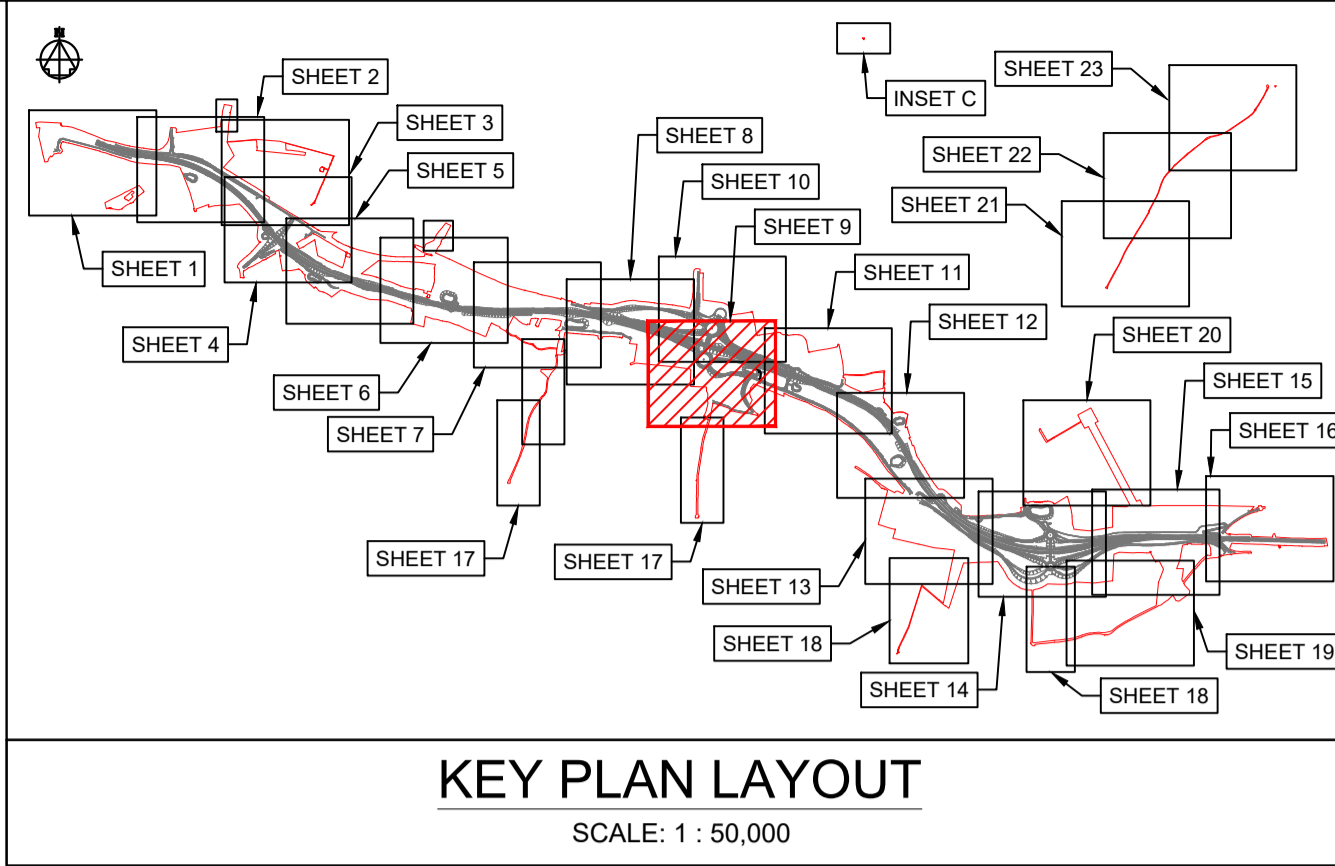 SHEET 2
INSET C
SHEET 23
SHEET 3
SHEET 8
SHEET 22
SHEET 5
SHEET 10
SHEET 21
SHEET 9
SHEET 1
SHEET 11
SHEET 12
SHEET 20
SHEET 4
SHEET 15
SHEET 6
SHEET 7
SHEET 16
SHEET 17
SHEET 17
SHEET 13
SHEET 18
SHEET 19
SHEET 14
SHEET 18
KEY PLAN LAYOUT
SCALE: 1 : 50,000